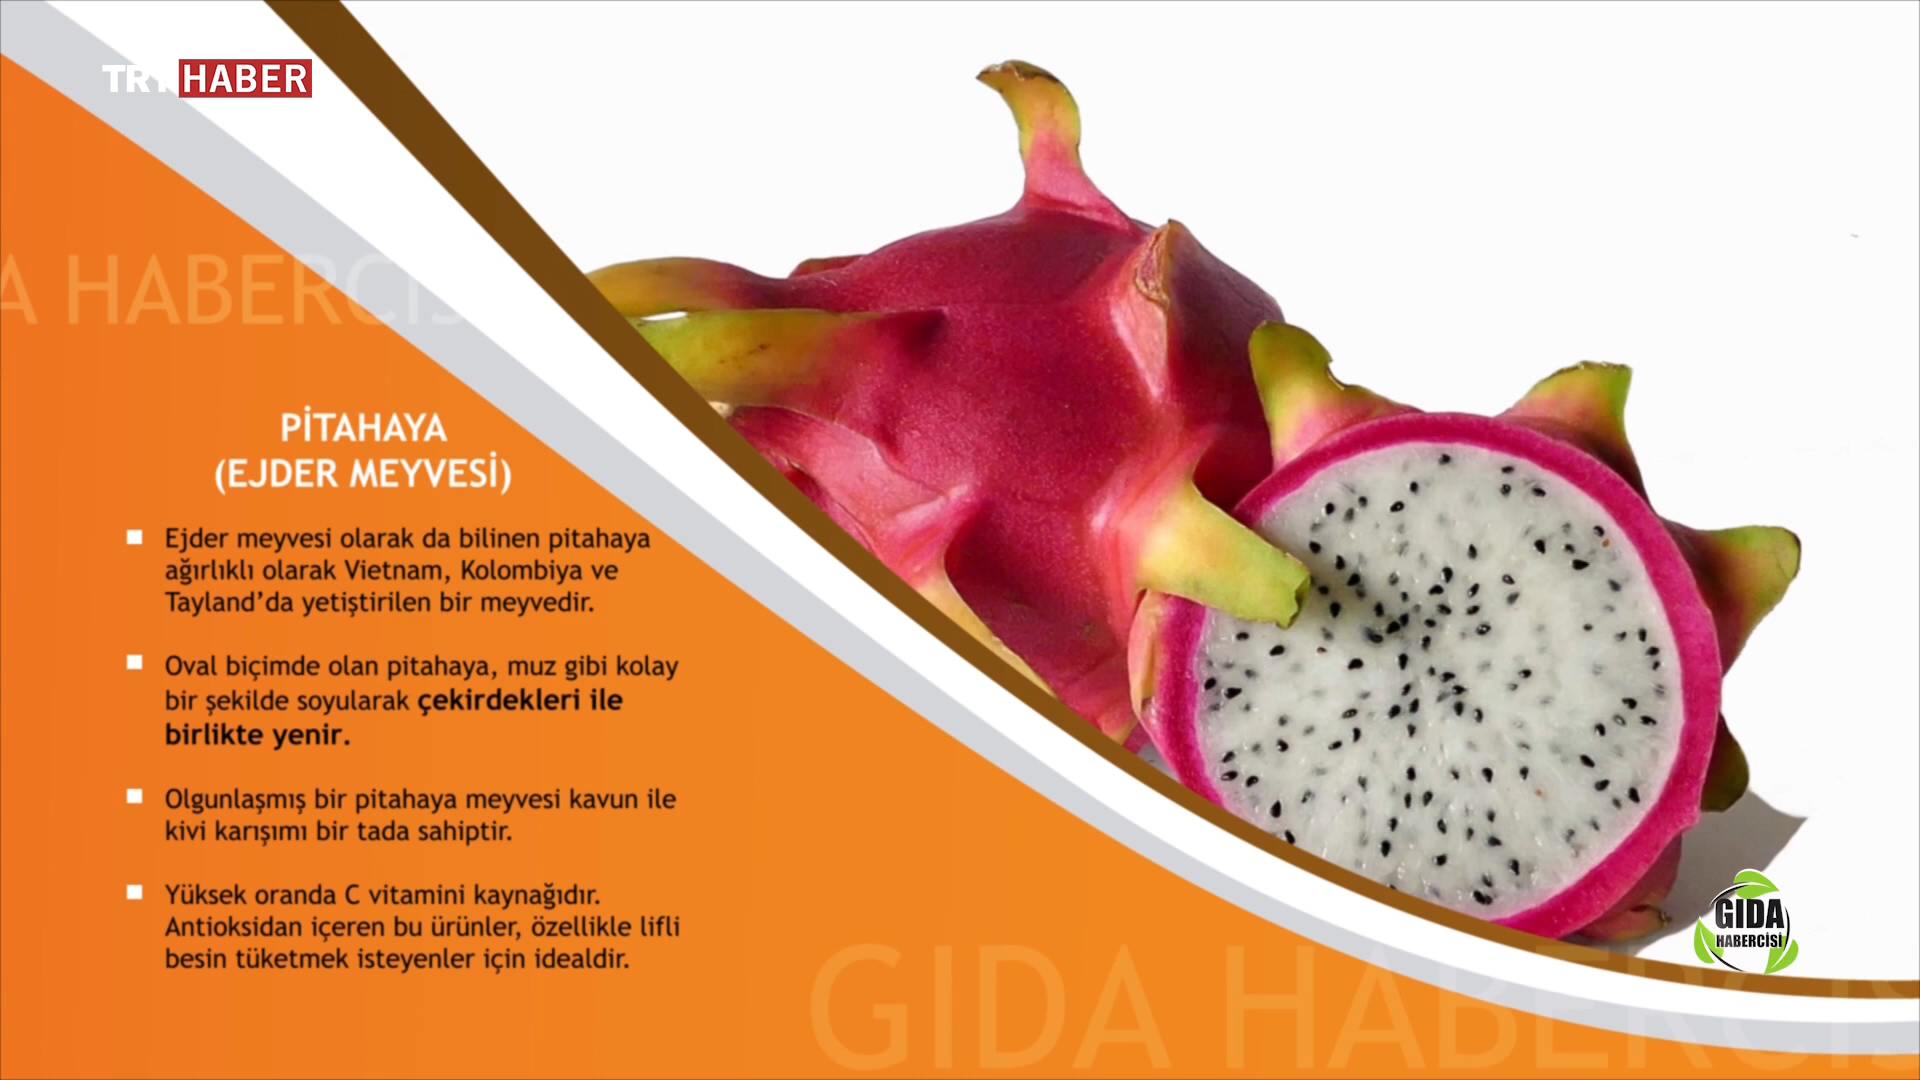 TRT HABER
A HABERCİS
PİTAHAYA
(EJDER MEYVESİ)
Ejder meyvesi olarak da bilinen pitahaya
ağırlıklı olarak Vietnam, Kolombiya ve
Tayland’da yetiştirilen bir meyvedir.
Oval biçimde olan pitahaya, muz gibi kolay
bir şekilde soyularak çekirdekleri ile
birlikte yenir.
Olgunlaşmış bir pitahaya meyvesi kavun ile
kivi karışımı bir tada sahiptir.
Yüksek oranda C vitamini kaynağıdır.
Antioksidan içeren bu ürünler, özellikle lifli
besin tüketmek isteyenler için idealdir.
GIDA
HABERCİSİ
GIDA HABERCİS